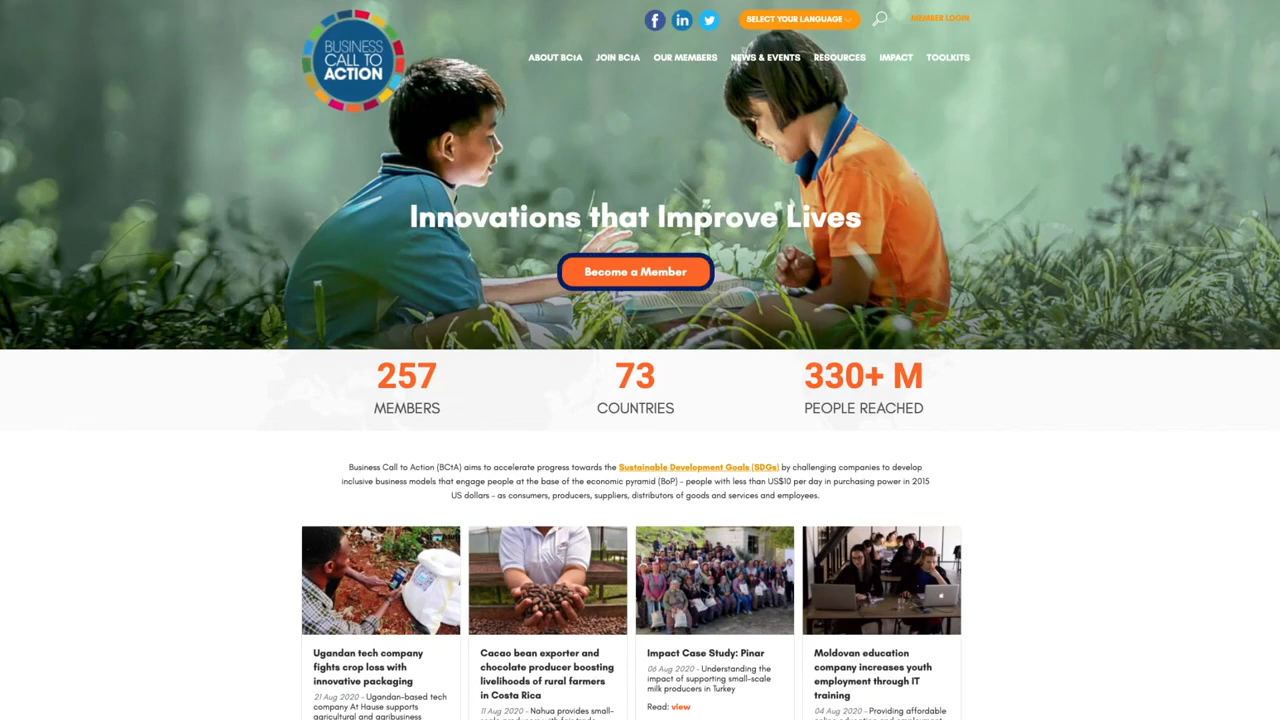 BUSINESS
CALL TO
ACTION
SELECT YOUR LANGUAGE
MEMBER LOGIN
ABOUT BCtA JOIN BCtA OUR MEMBERS NEWS & EVENTS RESOURCES IMPACT TOOLKITS
Innovations that Improve Lives
Become a Member
257
MEMBERS
73
COUNTRIES
330+ M
PEOPLE REACHED
Business Call to Action (BCtA) aims to accelerate progress towards the Sustainable Development Goals (SDGs) by challenging companies to develop
inclusive business models that engage people at the base of the economic pyramid (BoP) - people with less than US$10 per day in purchasing power in 2015
US dollars - as consumers, producers, suppliers, distributors of goods and services and employees.
Ugandan tech company
fights crop loss with
innovative packaging
21 Aug 2020 - Ugandan-based tech
company At Hause supports
agricultural and agribusiness
Cacao bean exporter and
chocolate producer boosting
livelihoods of rural farmers
in Costa Rica
11 Aug 2020 - Nahua provides small-
Impact Case Study: Pinar
06 Aug 2020 - Understanding the
impact of supporting small-scale
milk producers in Turkey
Read: view
Moldovan education
company increases youth
employment through IT
training
04 Aug 2020 - Providing affordable